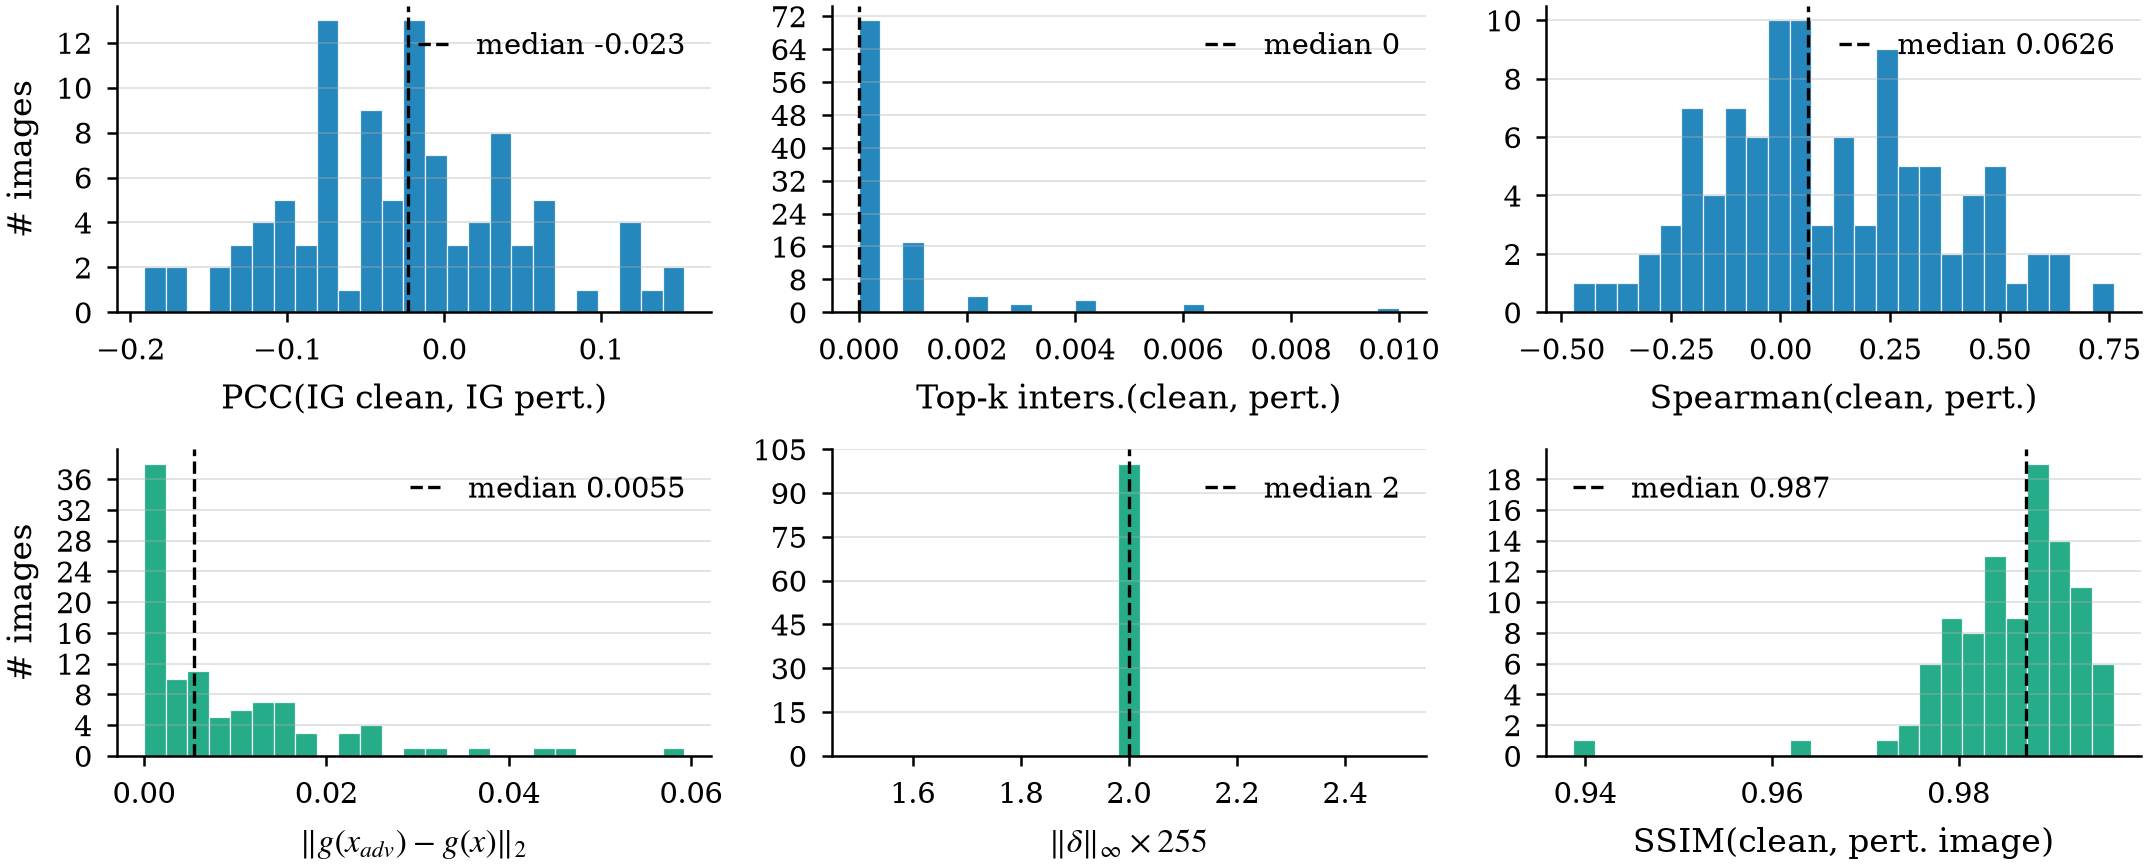 # images
12
10
8
6
4
2
0
median -0.023
−0.2 −0.1 0.0 0.1
PCC(IG clean, IG pert.)
72
64
56
48
40
32
24
16
8
0
median 0
0.000 0.002 0.004 0.006 0.008 0.010
Top-k inters.(clean, pert.)
10
8
6
4
2
0
median 0.0626
−0.50 −0.25 0.00 0.25 0.50 0.75
Spearman(clean, pert.)
# images
36
32
28
24
20
16
12
8
4
0
median 0.0055
0.00 0.02 0.04 0.06
‖g(x_{adv}) − g(x)‖₂
105
90
75
60
45
30
15
0
median 2
1.6 1.8 2.0 2.2 2.4
‖δ‖_∞ × 255
18
16
14
12
10
8
6
4
2
0
median 0.987
0.94 0.96 0.98
SSIM(clean, pert. image)